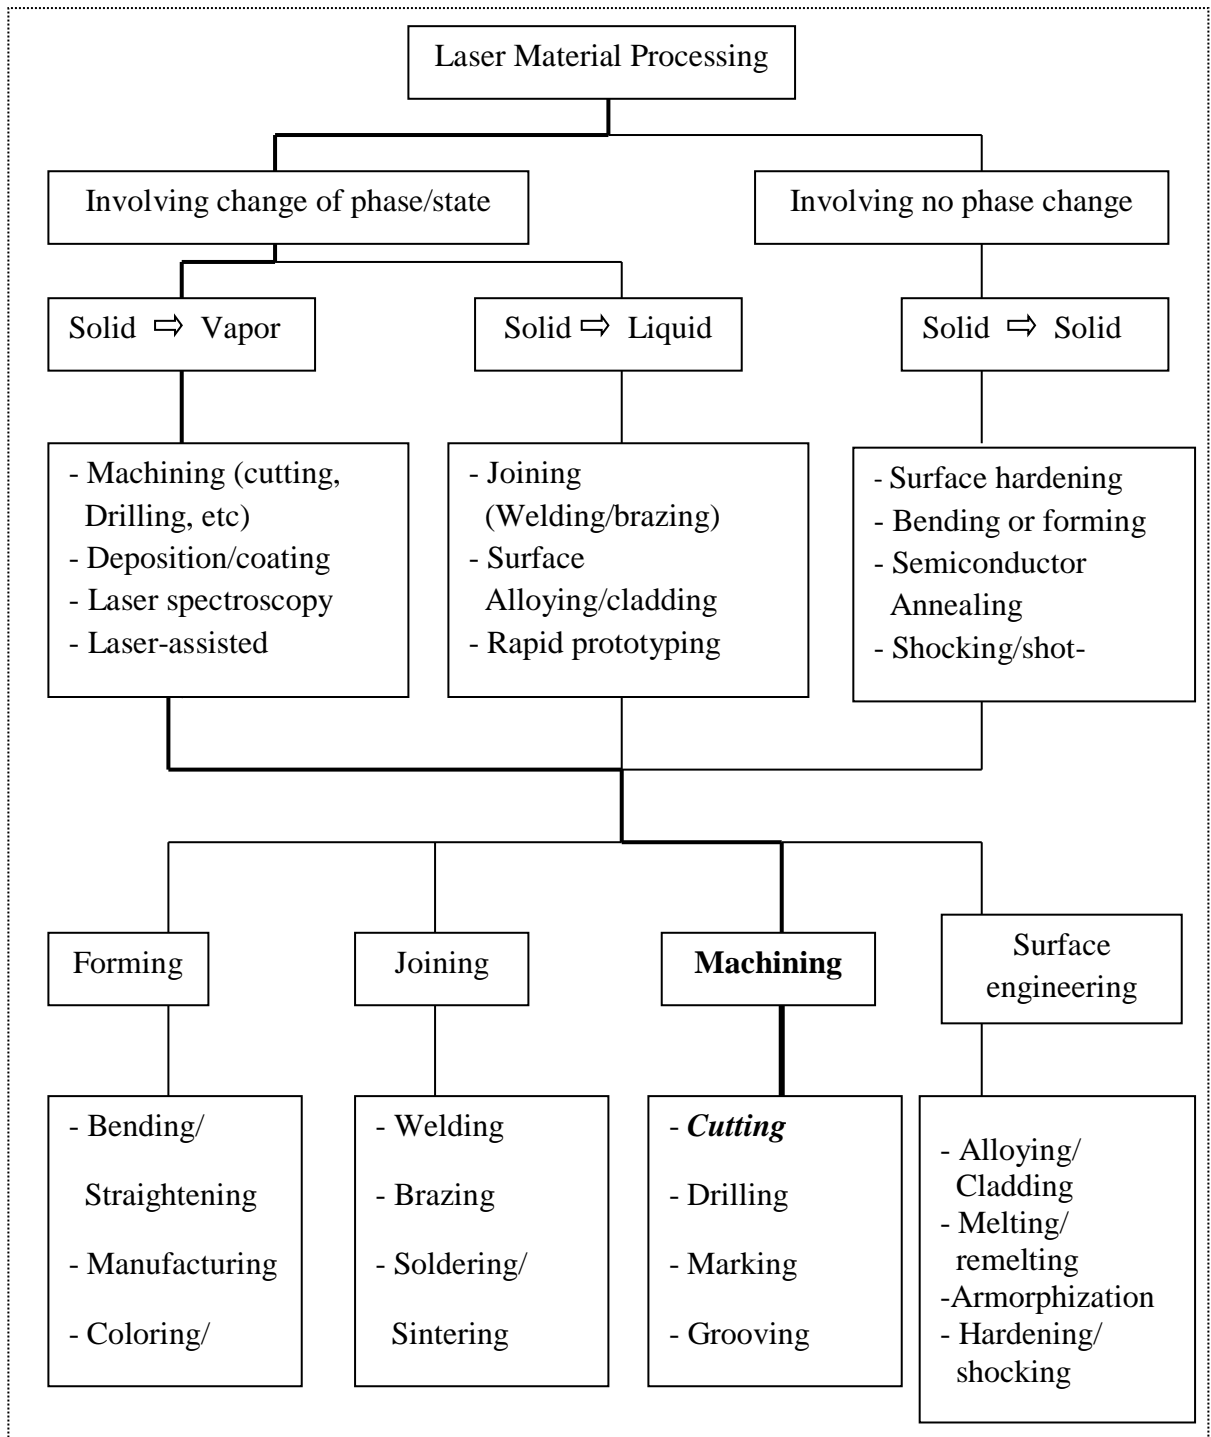 Laser Material Processing
Involving change of phase/state
Involving no phase change
Solid ⇨ Vapor
Solid ⇨ Liquid
Solid ⇨ Solid
- Machining (cutting,
Drilling, etc)
- Deposition/coating
- Laser spectroscopy
- Laser-assisted
- Joining
(Welding/brazing)
- Surface
Alloying/cladding
- Rapid prototyping
- Surface hardening
- Bending or forming
- Semiconductor
Annealing
- Shocking/shot-
Forming
Joining
Machining
Surface
engineering
- Bending/
Straightening
- Manufacturing
- Coloring/
- Welding
- Brazing
- Soldering/
Sintering
- Cutting
- Drilling
- Marking
- Grooving
- Alloying/
Cladding
- Melting/
remelting
-Armorphization
- Hardening/
shocking